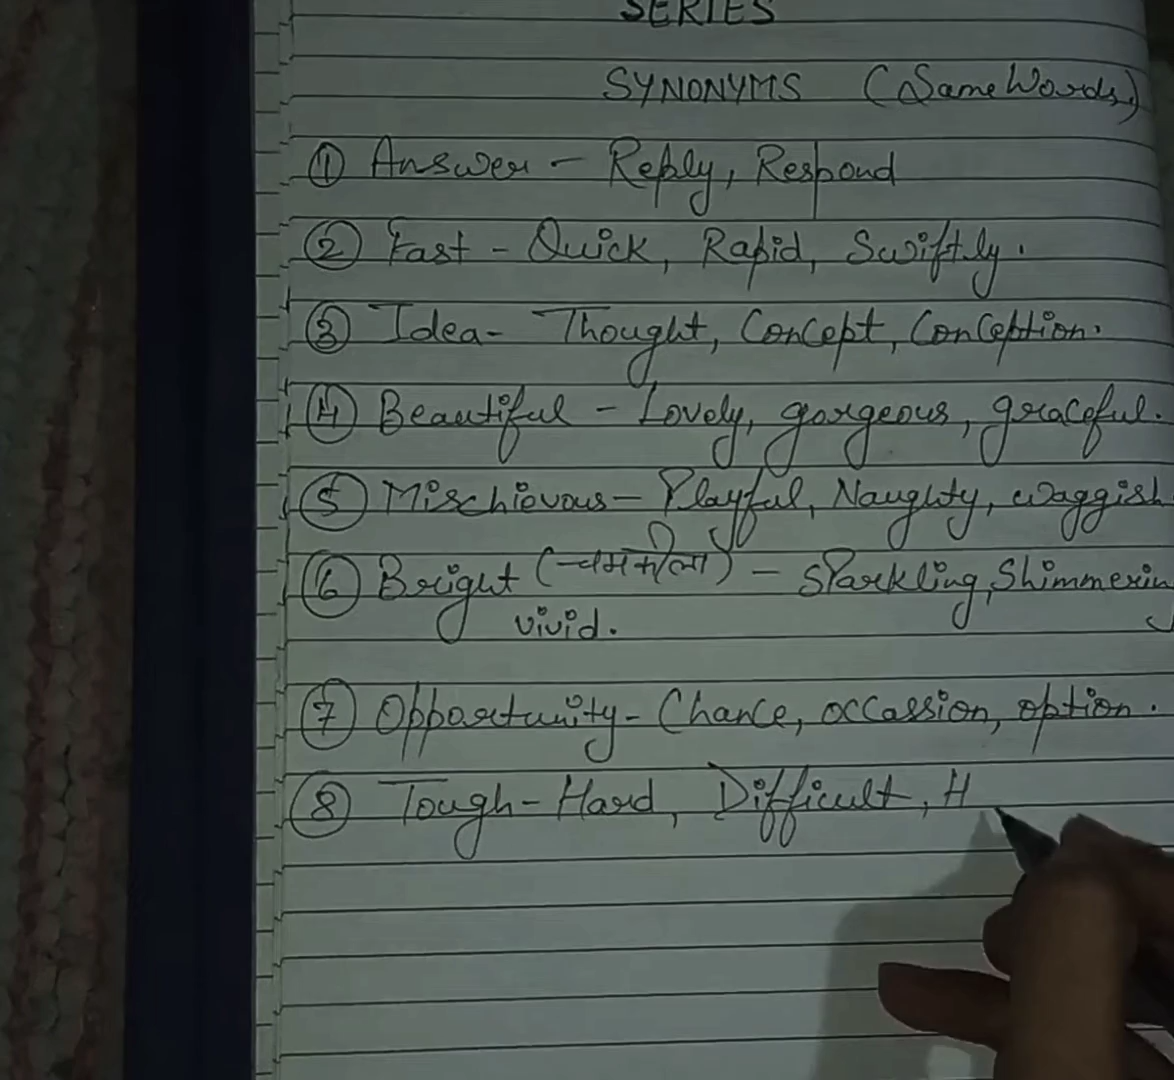 SERIES
SYNONYMS (Same Words)
① Answer - Reply, Respond
② Fast - Quick, Rapid, Swiftly.
③ Idea- Thought, Concept, Conception.
④ Beautiful - Lovely, gorgeous, graceful.
⑤ Mischievous - Playful, Naughty, waggish
⑥ Bright (चमकीला) - Sparkling, Shimmering
vivid.
⑦ Opportunity - Chance, occassion, option.
⑧ Tough - Hard, Difficult, H